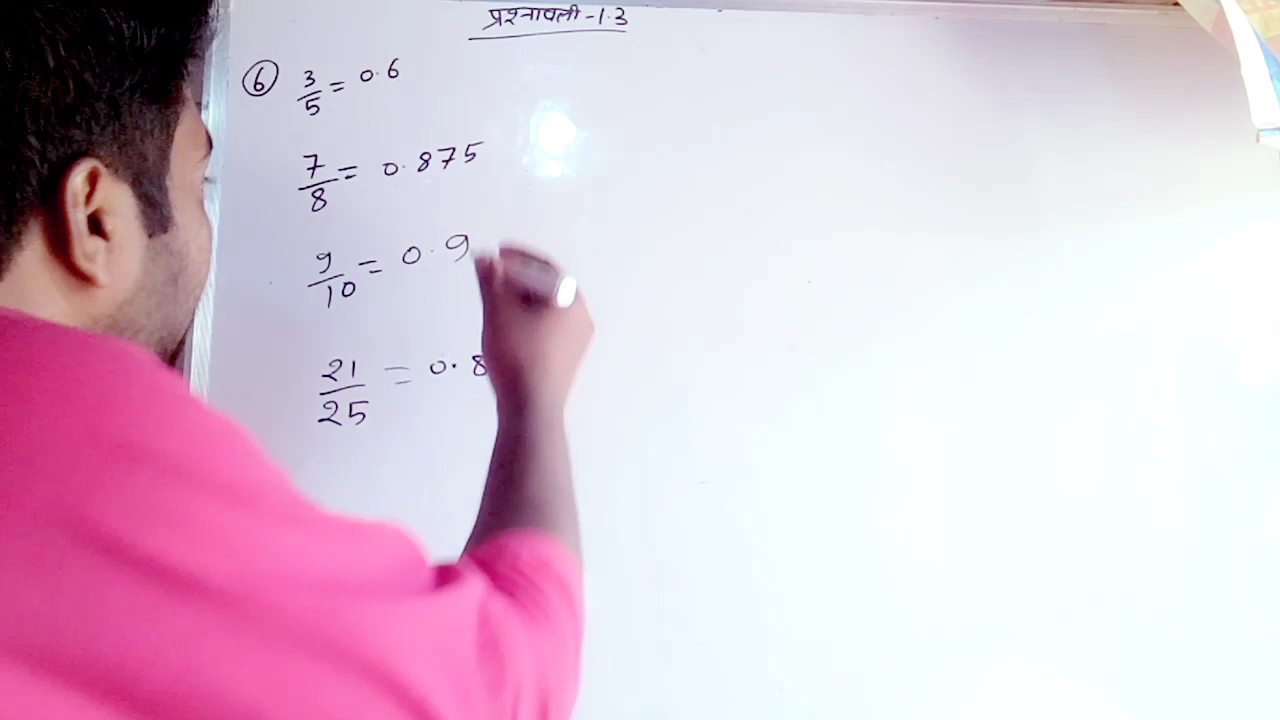 प्रश्नावली - 1.3
⑥ 3/5 = 0.6
7/8 = 0.875
9/10 = 0.9
21/25 = 0.8